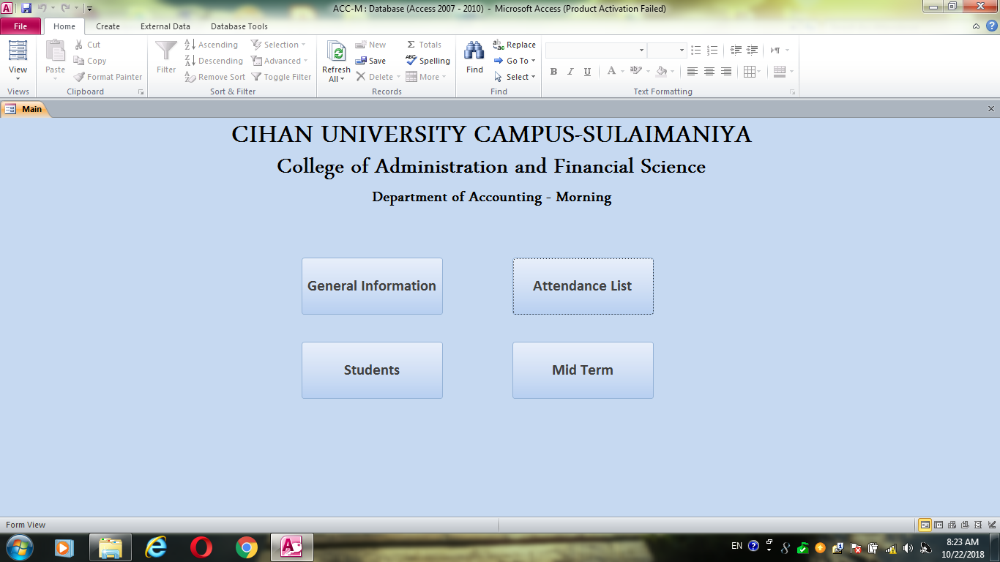 ACC-M : Database (Access 2007 - 2010) - Microsoft Access (Product Activation Failed)
File Home Create External Data Database Tools
View
Views
Paste
Cut
Copy
Format Painter
Clipboard
Filter
Ascending
Descending
Remove Sort
Selection
Advanced
Toggle Filter
Sort & Filter
Refresh
All
New
Save
Delete
Totals
Spelling
More
Records
Find
Replace
Go To
Select
Find
B I U A
Text Formatting
Main
CIHAN UNIVERSITY CAMPUS-SULAIMANIYA
College of Administration and Financial Science
Department of Accounting - Morning
General Information
Attendance List
Students
Mid Term
Form View
EN
8:23 AM
10/22/2018